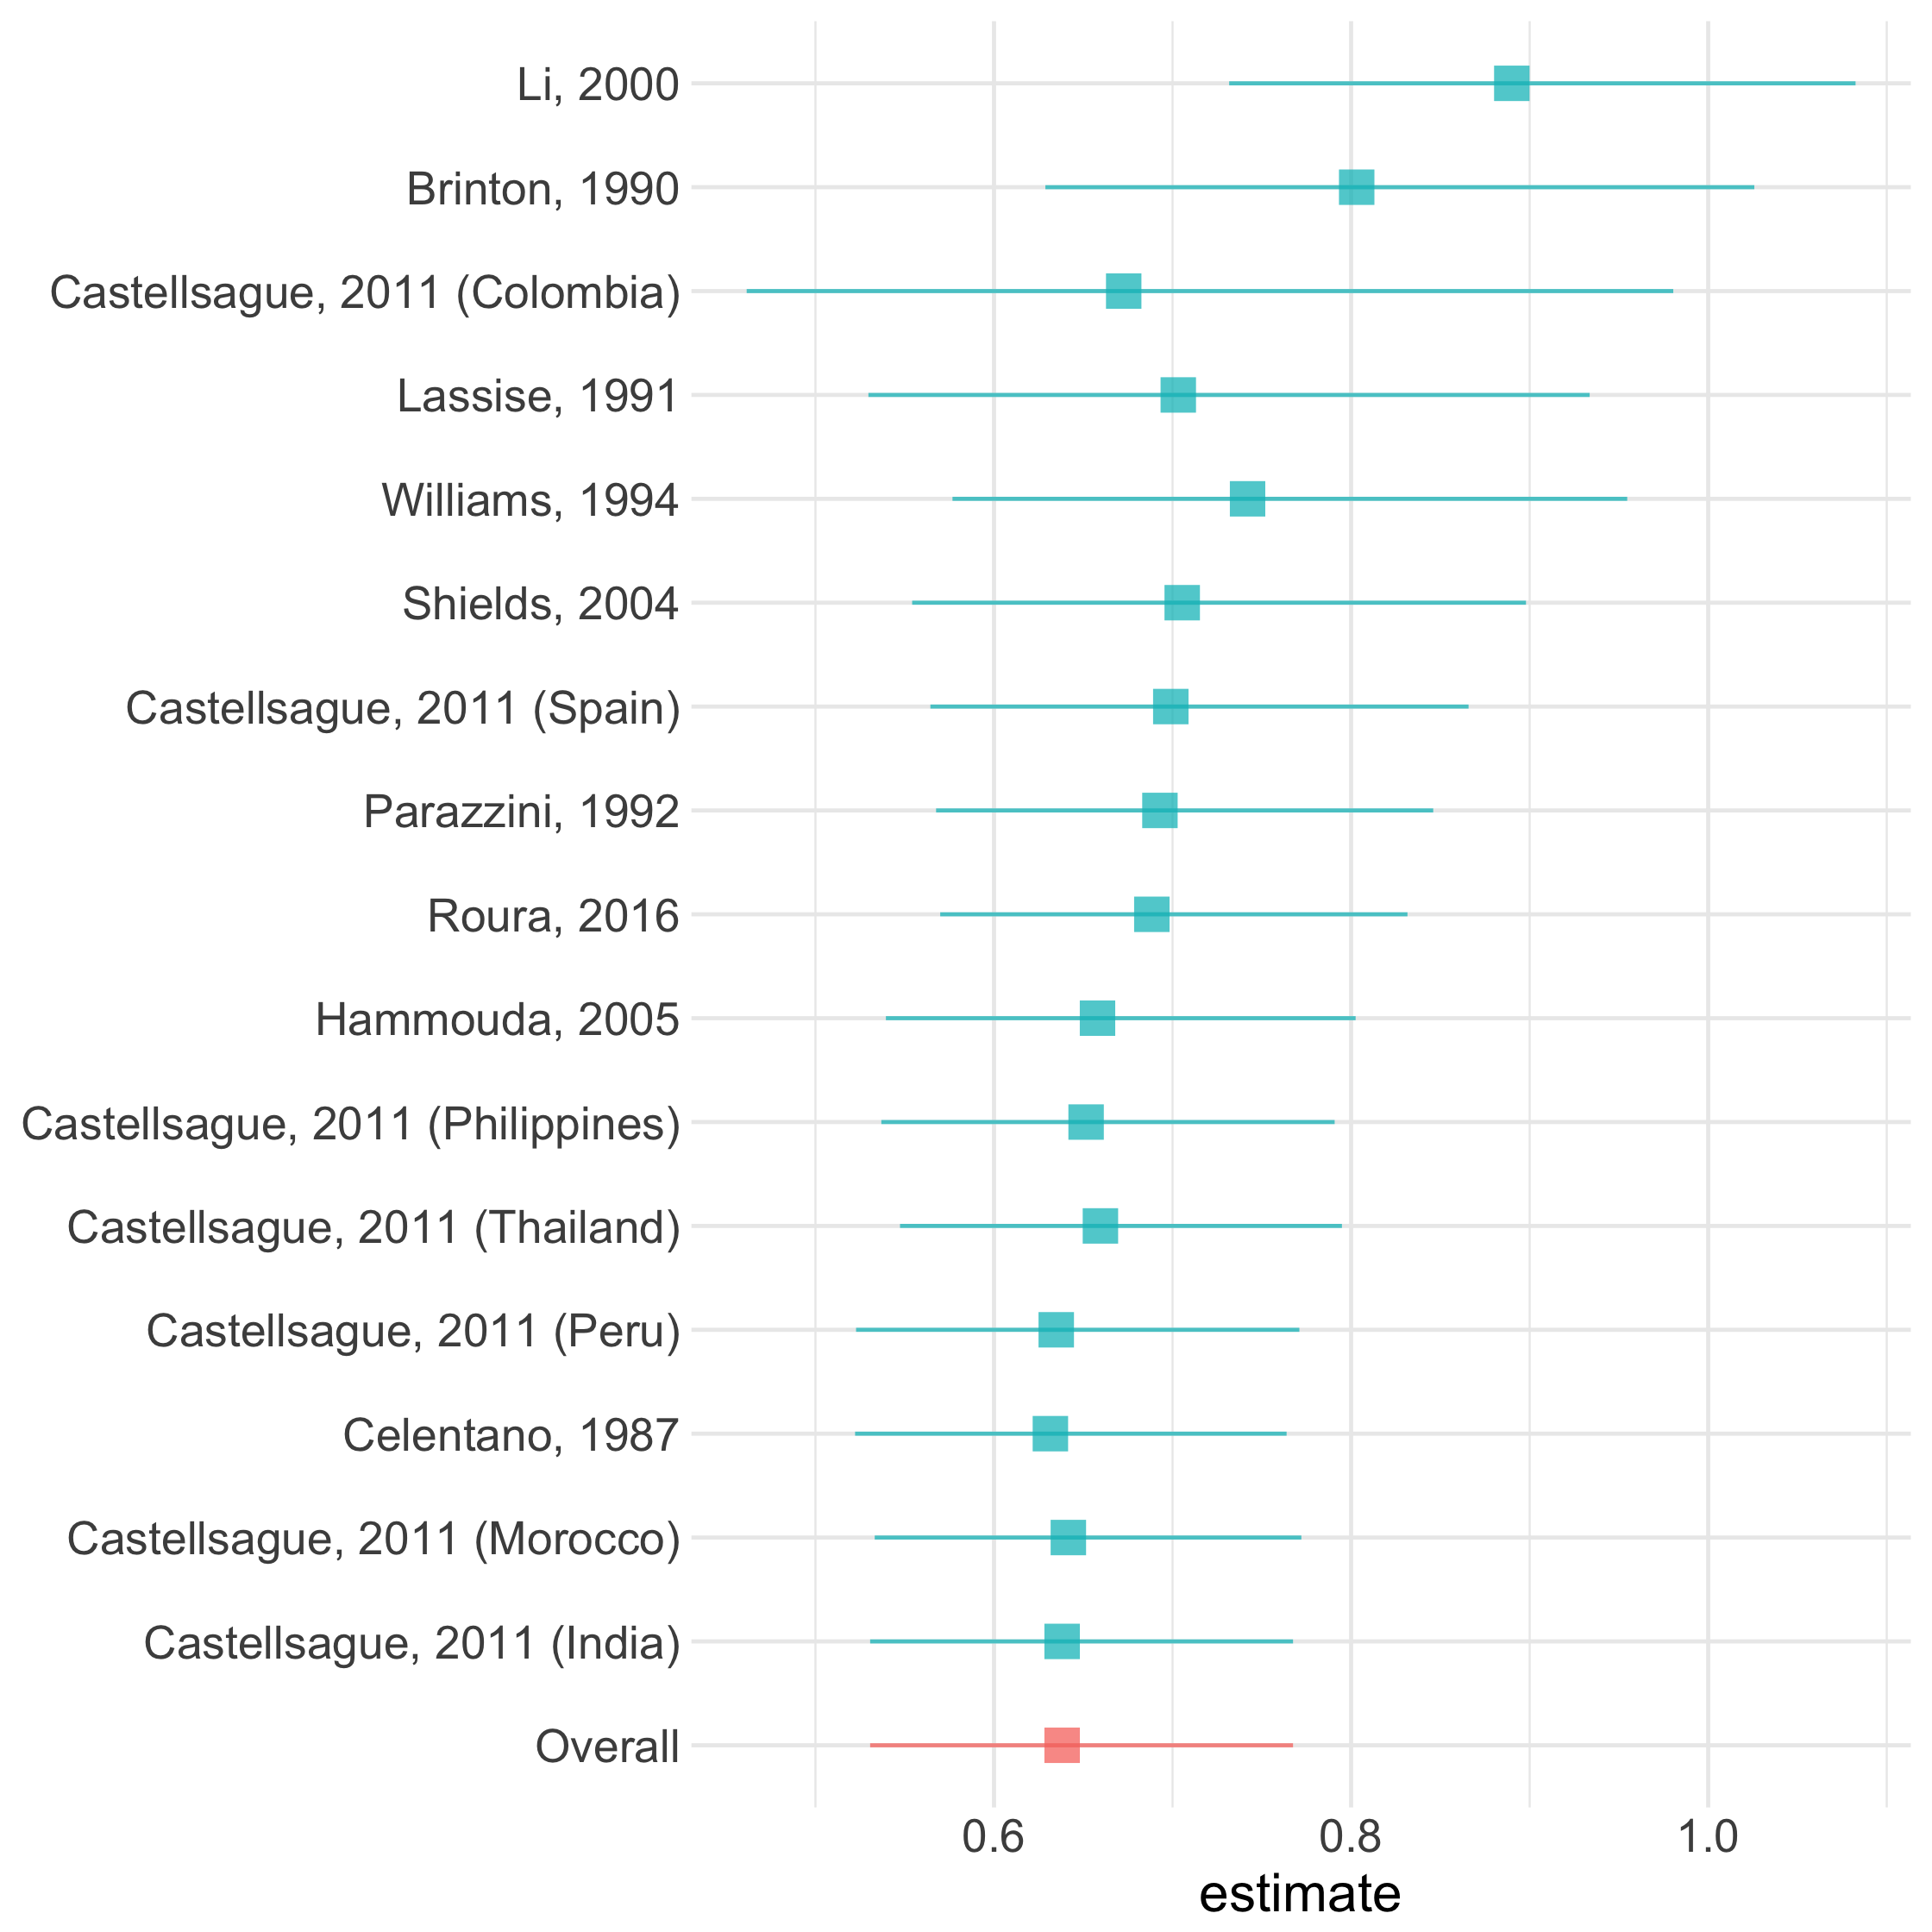 Li, 2000
Brinton, 1990
Castellsague, 2011 (Colombia)
Lassise, 1991
Williams, 1994
Shields, 2004
Castellsague, 2011 (Spain)
Parazzini, 1992
Roura, 2016
Hammouda, 2005
Castellsague, 2011 (Philippines)
Castellsague, 2011 (Thailand)
Castellsague, 2011 (Peru)
Celentano, 1987
Castellsague, 2011 (Morocco)
Castellsague, 2011 (India)
Overall
0.6 0.8 1.0
estimate